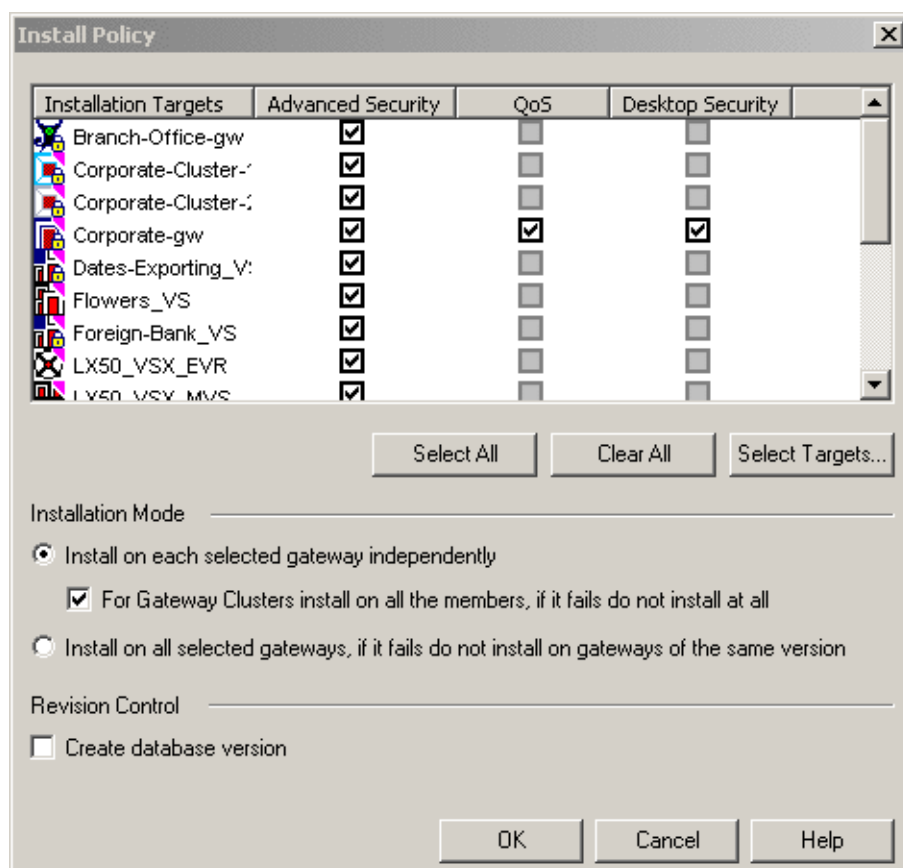 Install Policy
Installation Targets Advanced Security QoS Desktop Security
Branch-Office-gw
Corporate-Cluster-
Corporate-Cluster-
Corporate-gw
Dates-Exporting_V
Flowers_VS
Foreign-Bank_VS
LX50_VSX_EVR
LX50_VSX_MVS
Select All Clear All Select Targets...
Installation Mode
Install on each selected gateway independently
For Gateway Clusters install on all the members, if it fails do not install at all
Install on all selected gateways, if it fails do not install on gateways of the same version
Revision Control
Create database version
OK Cancel Help